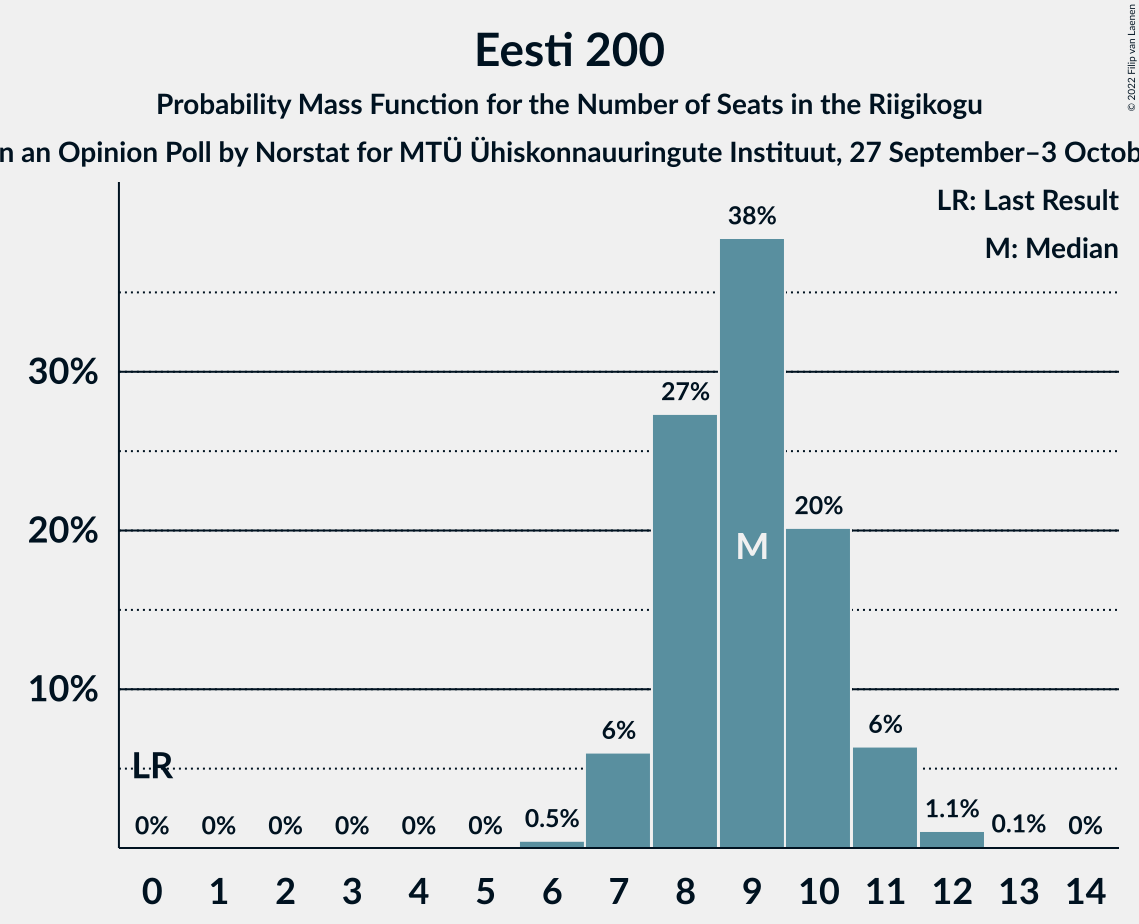 Eesti 200
Probability Mass Function for the Number of Seats in the Riigikogu
n an Opinion Poll by Norstat for MTÜ Ühiskonnauuringute Instituut, 27 September–3 Octob
© 2022 Filip van Laenen
LR: Last Result
M: Median
38%
30%
27%
20%
20%
M
10%
6%
6%
LR
0% 0% 0% 0% 0% 0% 0.5% 1.1% 0.1% 0%
0 1 2 3 4 5 6 7 8 9 10 11 12 13 14